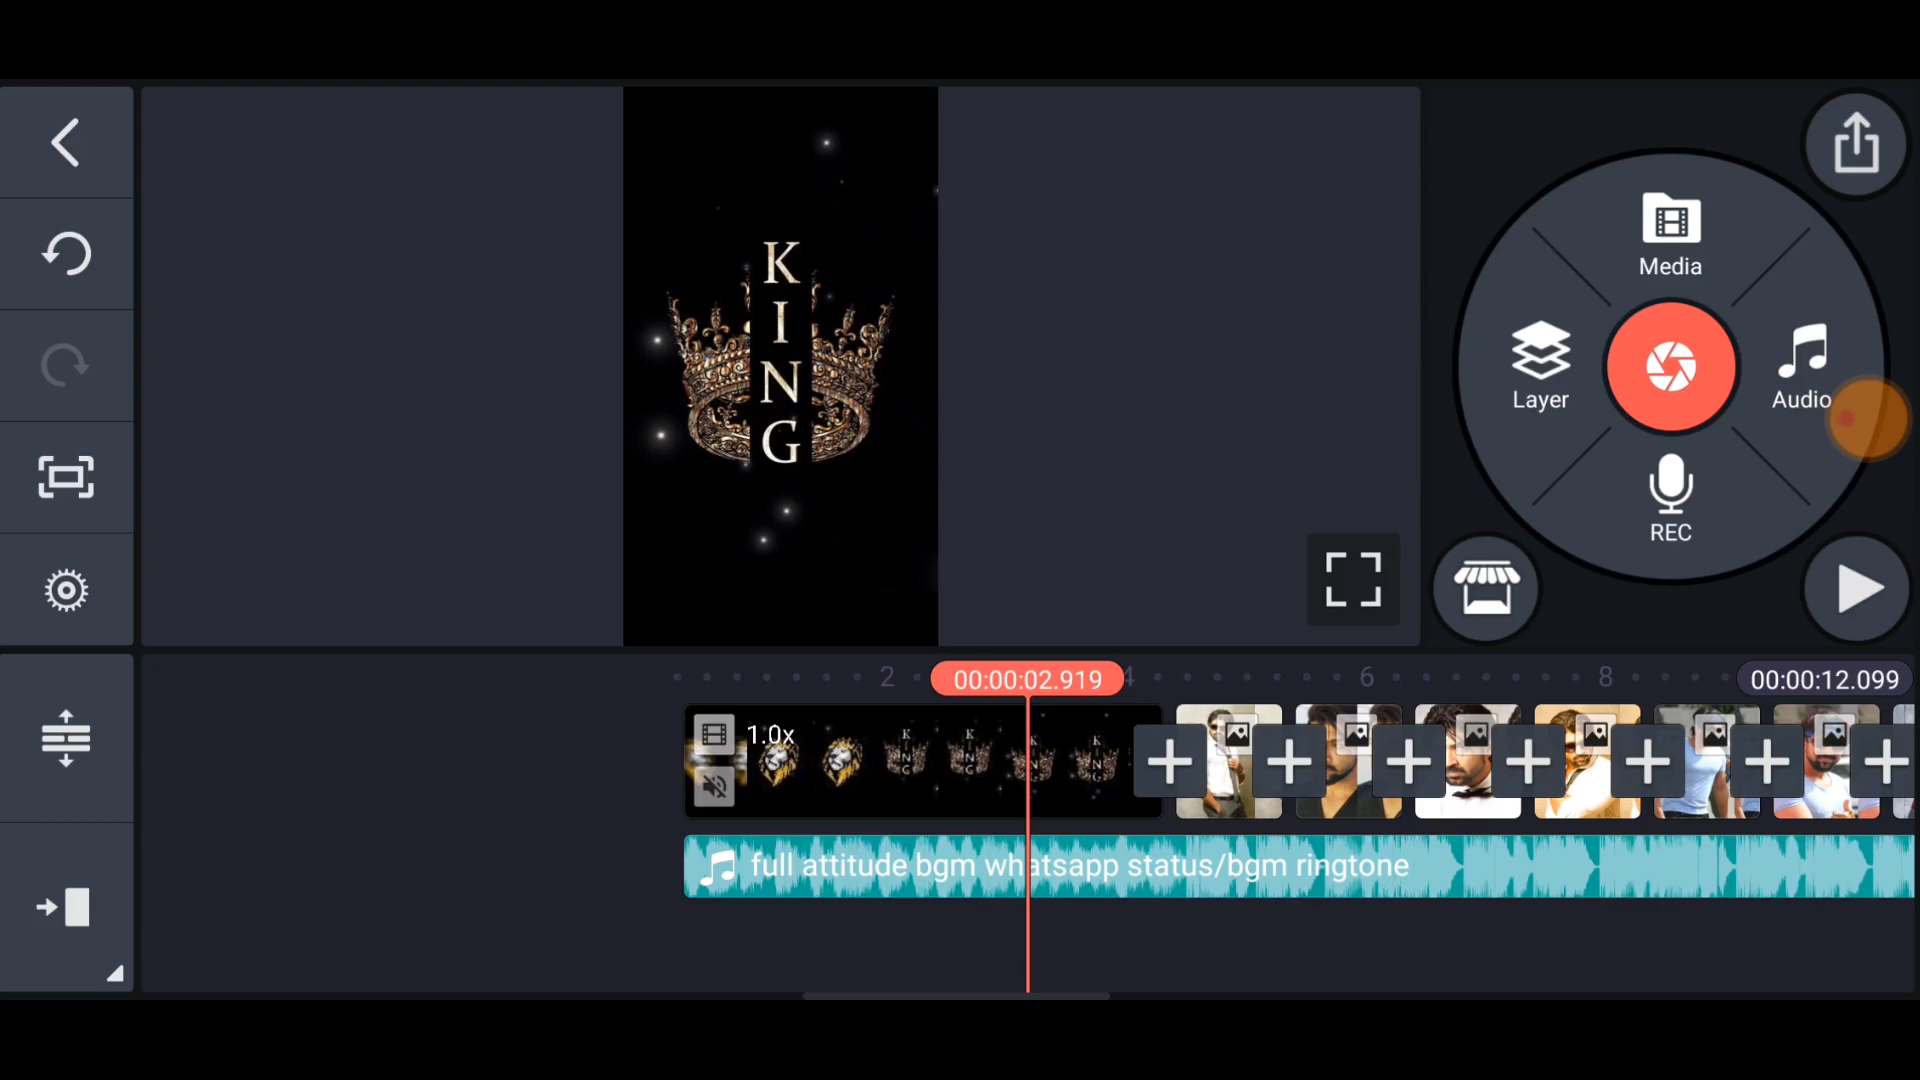 K
I
N
G
Media
Layer
Audio
REC
2
00:00:02.919
4
6
8
00:00:12.099
1.0x
full attitude bgm whatsapp status/bgm ringtone